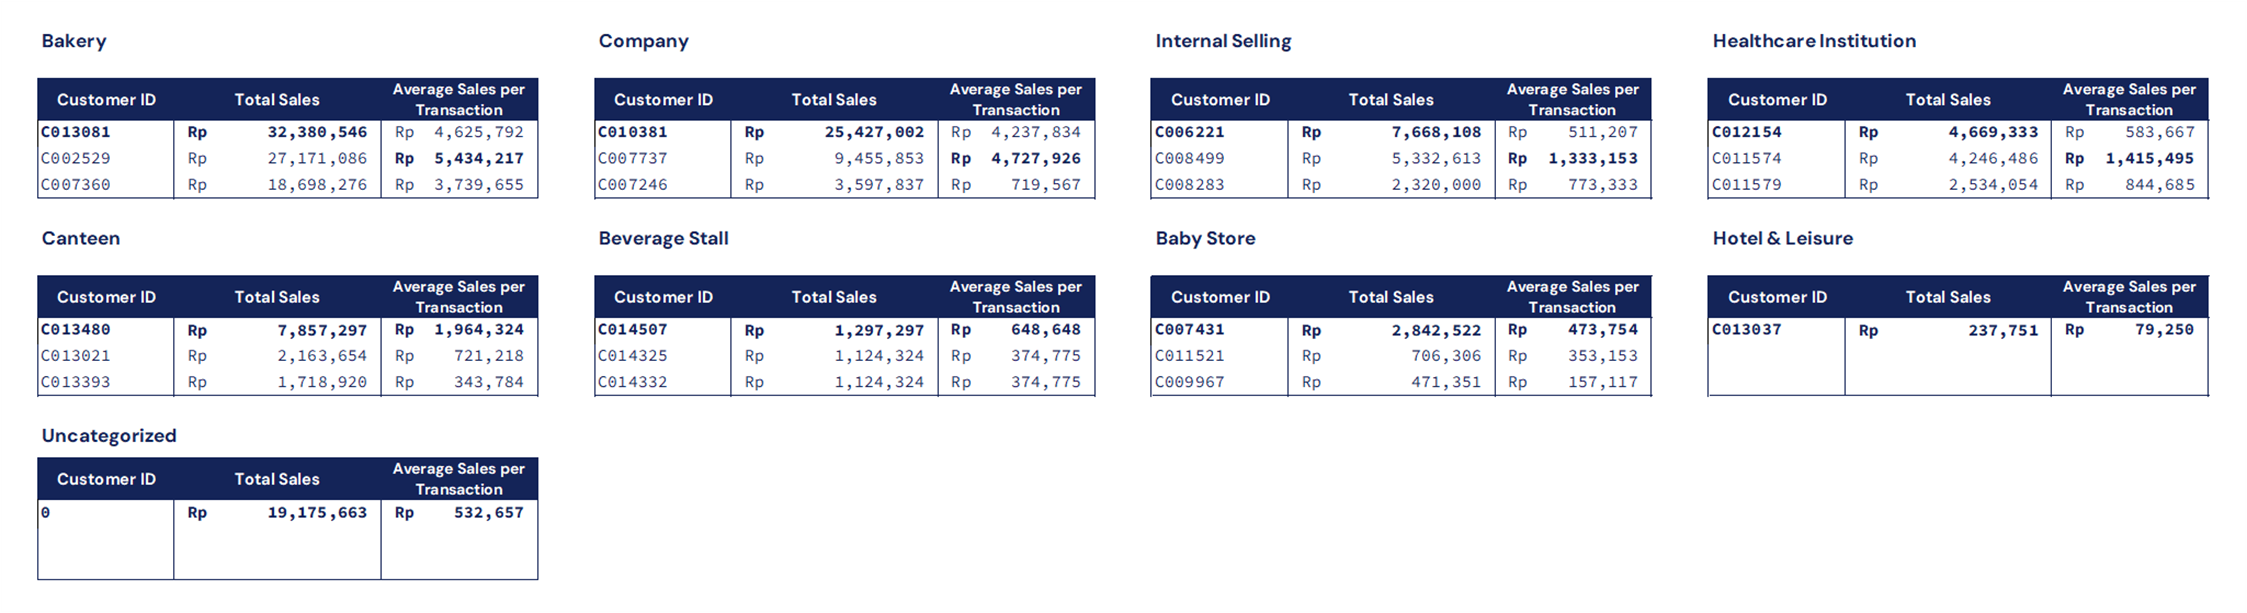 Bakery
Customer ID Total Sales Average Sales per Transaction
C013081 Rp 32,380,546 Rp 4,625,792
C002529 Rp 27,171,086 Rp 5,434,217
C007360 Rp 18,698,276 Rp 3,739,655
Company
Customer ID Total Sales Average Sales per Transaction
C010381 Rp 25,427,002 Rp 4,237,834
C007737 Rp 9,455,853 Rp 4,727,926
C007246 Rp 3,597,837 Rp 719,567
Internal Selling
Customer ID Total Sales Average Sales per Transaction
C006221 Rp 7,668,108 Rp 511,207
C008499 Rp 5,332,613 Rp 1,333,153
C008283 Rp 2,320,000 Rp 773,333
Healthcare Institution
Customer ID Total Sales Average Sales per Transaction
C012154 Rp 4,669,333 Rp 583,667
C011574 Rp 4,246,486 Rp 1,415,495
C011579 Rp 2,534,054 Rp 844,685
Canteen
Customer ID Total Sales Average Sales per Transaction
C013480 Rp 7,857,297 Rp 1,964,324
C013021 Rp 2,163,654 Rp 721,218
C013393 Rp 1,718,920 Rp 343,784
Beverage Stall
Customer ID Total Sales Average Sales per Transaction
C014507 Rp 1,297,297 Rp 648,648
C014325 Rp 1,124,324 Rp 374,775
C014332 Rp 1,124,324 Rp 374,775
Baby Store
Customer ID Total Sales Average Sales per Transaction
C007431 Rp 2,842,522 Rp 473,754
C011521 Rp 706,306 Rp 353,153
C009967 Rp 471,351 Rp 157,117
Hotel & Leisure
Customer ID Total Sales Average Sales per Transaction
C013037 Rp 237,751 Rp 79,250
Uncategorized
Customer ID Total Sales Average Sales per Transaction
0 Rp 19,175,663 Rp 532,657